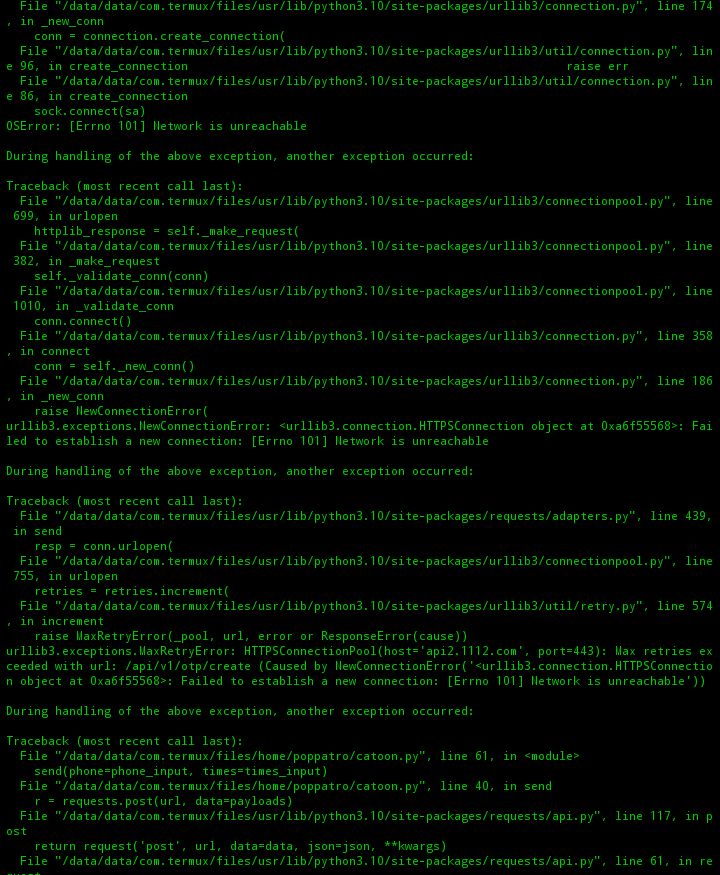 File "/data/data/com.termux/files/usr/lib/python3.10/site-packages/urllib3/connection.py", line 174
, in _new_conn
    conn = connection.create_connection(
  File "/data/data/com.termux/files/usr/lib/python3.10/site-packages/urllib3/util/connection.py", lin
e 96, in create_connection                                                      raise err
  File "/data/data/com.termux/files/usr/lib/python3.10/site-packages/urllib3/util/connection.py", lin
e 86, in create_connection
    sock.connect(sa)
OSError: [Errno 101] Network is unreachable

During handling of the above exception, another exception occurred:

Traceback (most recent call last):
  File "/data/data/com.termux/files/usr/lib/python3.10/site-packages/urllib3/connectionpool.py", line
 699, in urlopen
    httplib_response = self._make_request(
  File "/data/data/com.termux/files/usr/lib/python3.10/site-packages/urllib3/connectionpool.py", line
 382, in _make_request
    self._validate_conn(conn)
  File "/data/data/com.termux/files/usr/lib/python3.10/site-packages/urllib3/connectionpool.py", line
 1010, in _validate_conn
    conn.connect()
  File "/data/data/com.termux/files/usr/lib/python3.10/site-packages/urllib3/connection.py", line 358
, in connect
    conn = self._new_conn()
  File "/data/data/com.termux/files/usr/lib/python3.10/site-packages/urllib3/connection.py", line 186
, in _new_conn
    raise NewConnectionError(
urllib3.exceptions.NewConnectionError: <urllib3.connection.HTTPSConnection object at 0xa6f55568>: Fai
led to establish a new connection: [Errno 101] Network is unreachable

During handling of the above exception, another exception occurred:

Traceback (most recent call last):
  File "/data/data/com.termux/files/usr/lib/python3.10/site-packages/requests/adapters.py", line 439,
 in send
    resp = conn.urlopen(
  File "/data/data/com.termux/files/usr/lib/python3.10/site-packages/urllib3/connectionpool.py", line
 755, in urlopen
    retries = retries.increment(
  File "/data/data/com.termux/files/usr/lib/python3.10/site-packages/urllib3/util/retry.py", line 574
, in increment
    raise MaxRetryError(_pool, url, error or ResponseError(cause))
urllib3.exceptions.MaxRetryError: HTTPSConnectionPool(host='api2.1112.com', port=443): Max retries ex
ceeded with url: /api/v1/otp/create (Caused by NewConnectionError('<urllib3.connection.HTTPSConnectio
n object at 0xa6f55568>: Failed to establish a new connection: [Errno 101] Network is unreachable'))

During handling of the above exception, another exception occurred:

Traceback (most recent call last):
  File "/data/data/com.termux/files/home/poppatro/catoon.py", line 61, in <module>
    send(phone=phone_input, times=times_input)
  File "/data/data/com.termux/files/home/poppatro/catoon.py", line 40, in send
    r = requests.post(url, data=payloads)
  File "/data/data/com.termux/files/usr/lib/python3.10/site-packages/requests/api.py", line 117, in p
ost
    return request('post', url, data=data, json=json, **kwargs)
  File "/data/data/com.termux/files/usr/lib/python3.10/site-packages/requests/api.py", line 61, in re